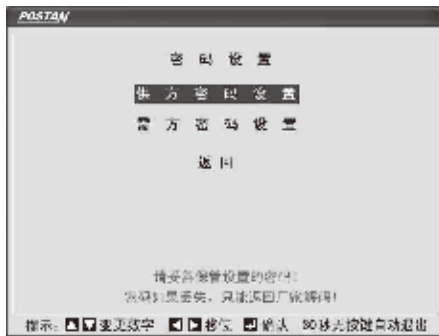 POSTAN
密码设置
供方密码设置
需方密码设置
返回
请妥善保管设置的密码！
密码如果丢失，只能返回厂家解码！
提示：▲▼变更数字 ◀▶移位 ↵确认 60秒无按键自动退出